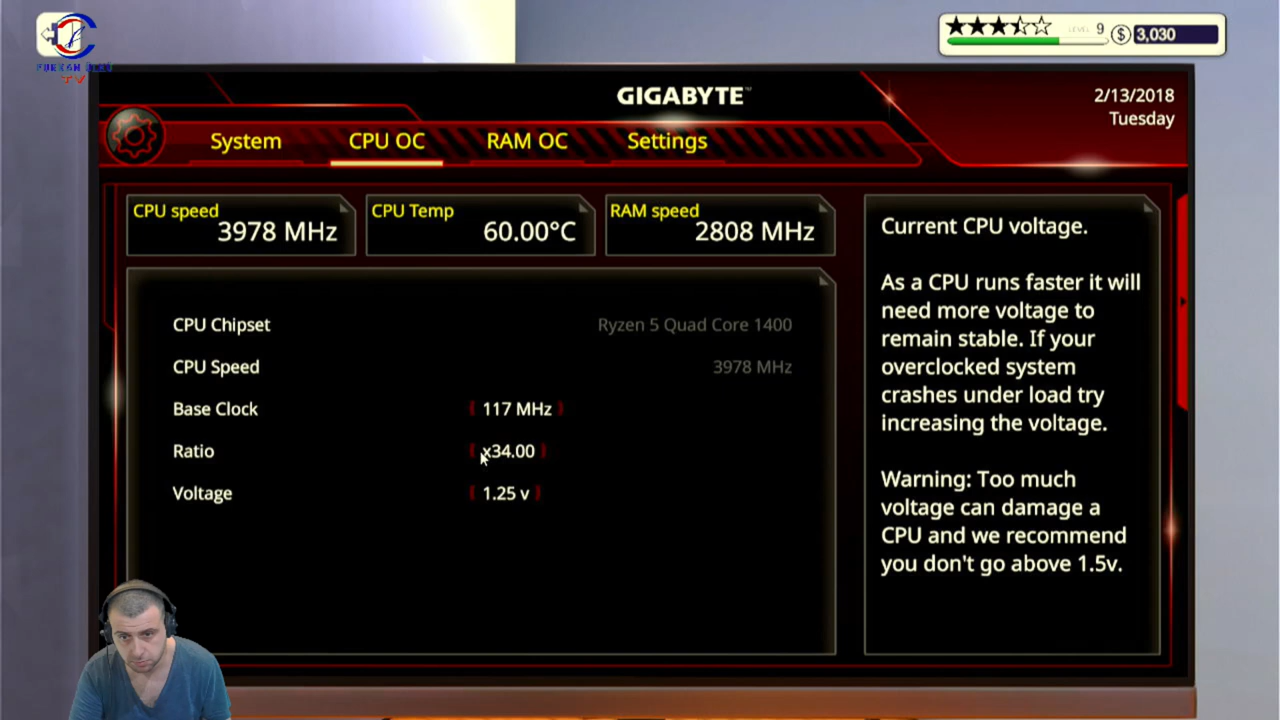 LEVEL 9
$ 3,030
TV
GIGABYTE™
2/13/2018
Tuesday
System
CPU OC
RAM OC
Settings
CPU speed
3978 MHz
CPU Temp
60.00°C
RAM speed
2808 MHz
CPU Chipset
Ryzen 5 Quad Core 1400
CPU Speed
3978 MHz
Base Clock
117 MHz
Ratio
x34.00
Voltage
1.25 v
Current CPU voltage.
As a CPU runs faster it will
need more voltage to
remain stable. If your
overclocked system
crashes under load try
increasing the voltage.
Warning: Too much
voltage can damage a
CPU and we recommend
you don't go above 1.5v.